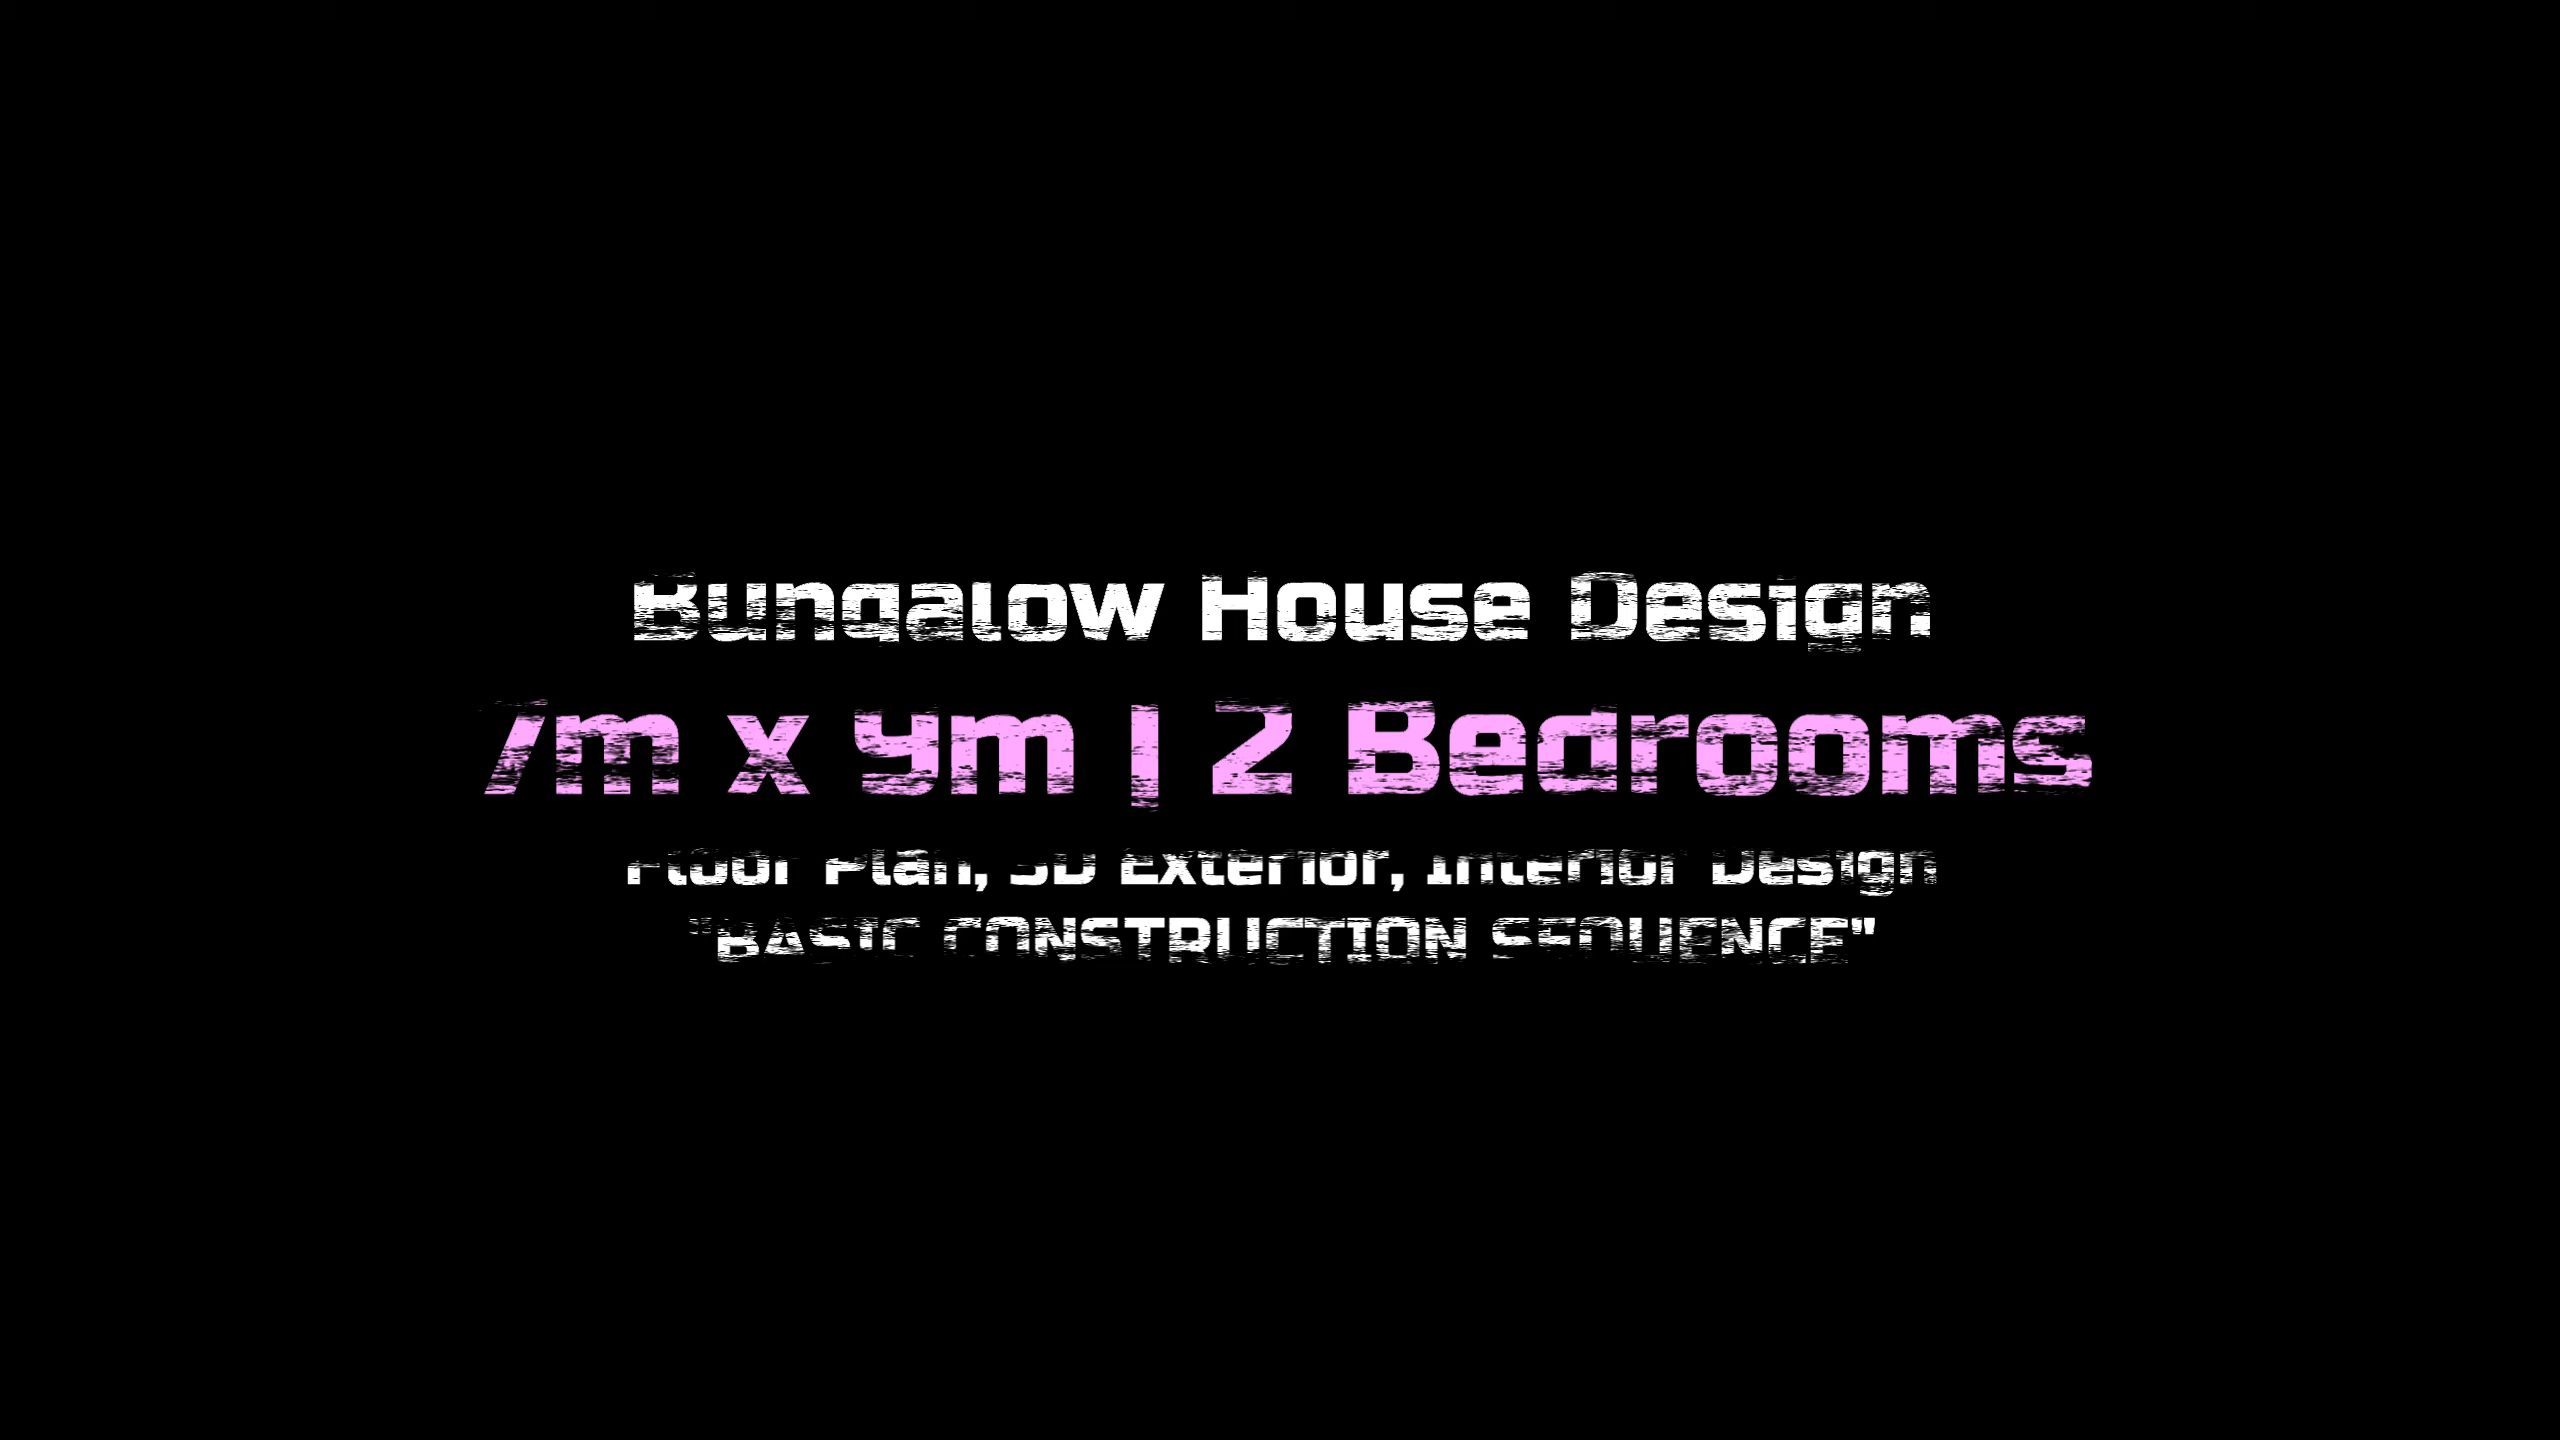 Bungalow House Design
7m x 9m | 2 Bedrooms
Floor Plan, 3D Exterior, Interior Design
"BASIC CONSTRUCTION SEQUENCE"